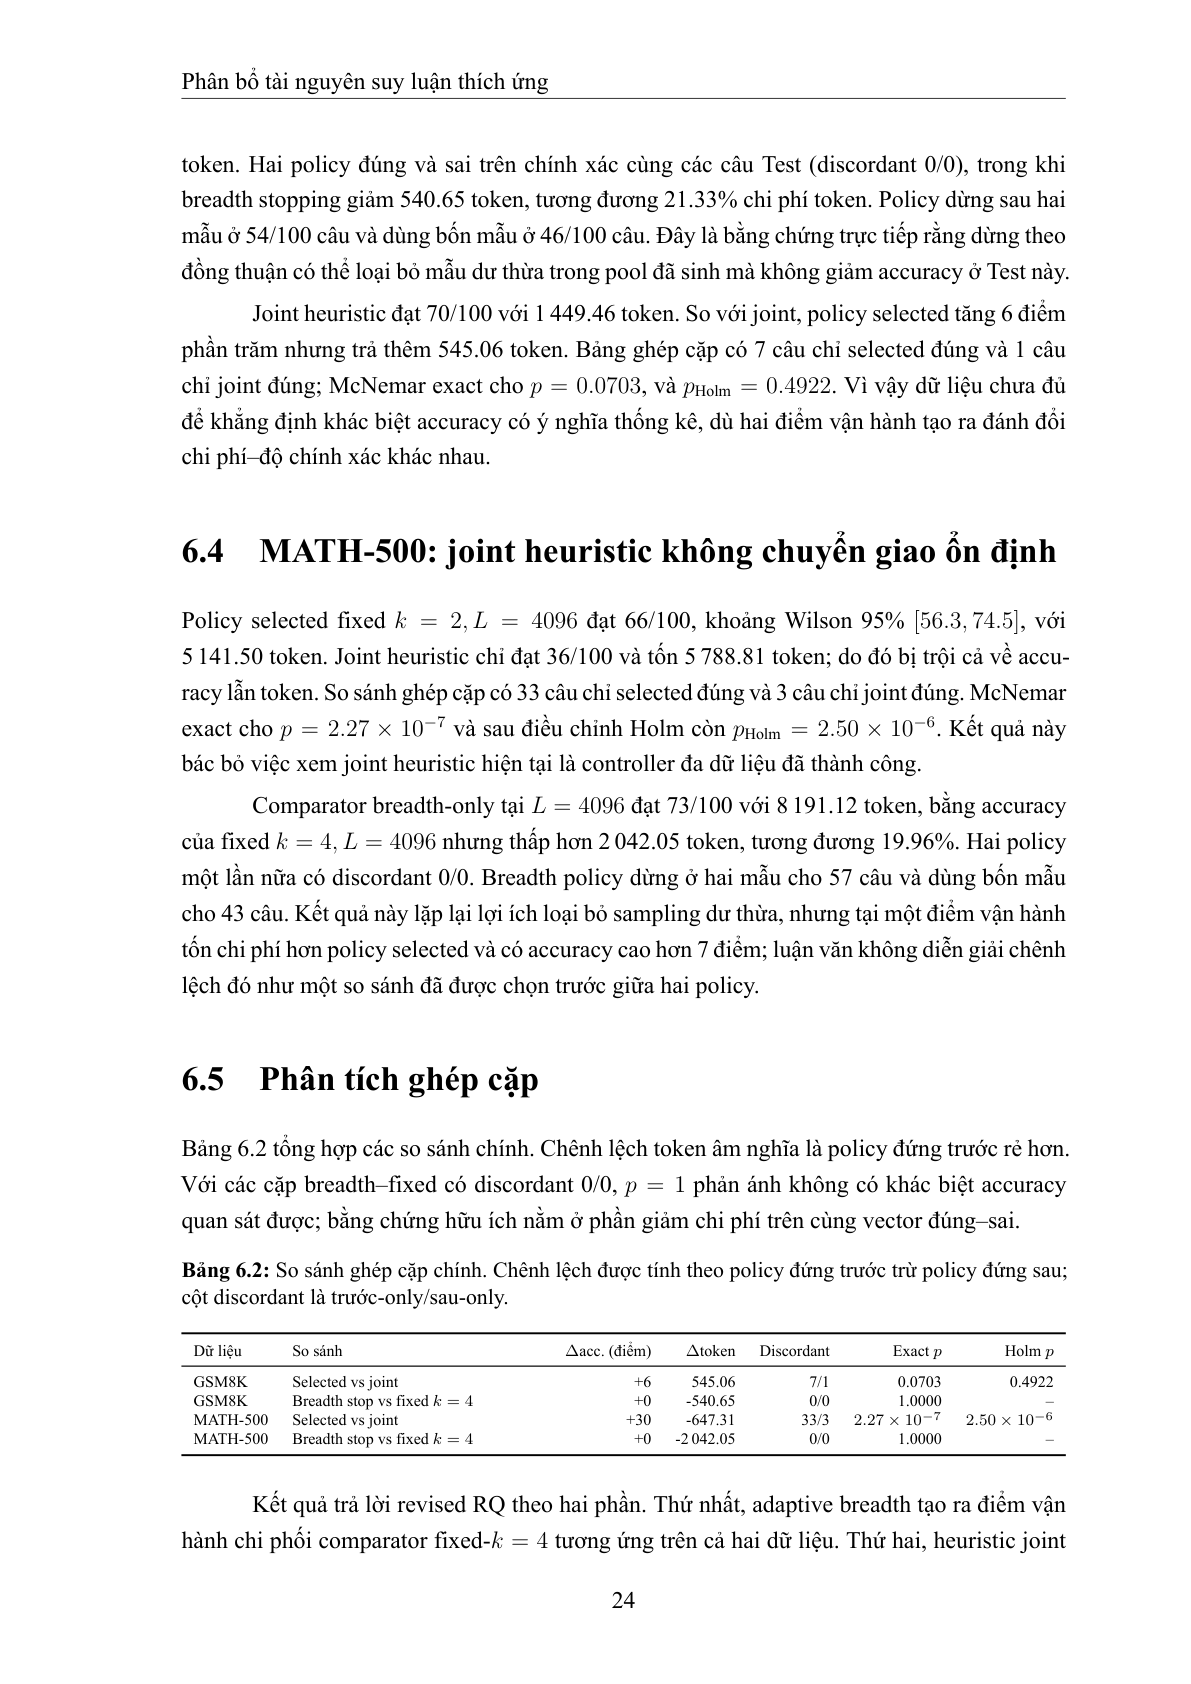 Phân bổ tài nguyên suy luận thích ứng
token. Hai policy đúng và sai trên chính xác cùng các câu Test (discordant 0/0), trong khi
breadth stopping giảm 540.65 token, tương đương 21.33% chi phí token. Policy dừng sau hai
mẫu ở 54/100 câu và dùng bốn mẫu ở 46/100 câu. Đây là bằng chứng trực tiếp rằng dừng theo
đồng thuận có thể loại bỏ mẫu dư thừa trong pool đã sinh mà không giảm accuracy ở Test này.
Joint heuristic đạt 70/100 với 1 449.46 token. So với joint, policy selected tăng 6 điểm
phần trăm nhưng trả thêm 545.06 token. Bảng ghép cặp có 7 câu chỉ selected đúng và 1 câu
chỉ joint đúng; McNemar exact cho p = 0.0703, và p_Holm = 0.4922. Vì vậy dữ liệu chưa đủ
để khẳng định khác biệt accuracy có ý nghĩa thống kê, dù hai điểm vận hành tạo ra đánh đổi
chi phí–độ chính xác khác nhau.
6.4 MATH-500: joint heuristic không chuyển giao ổn định
Policy selected fixed k = 2, L = 4096 đạt 66/100, khoảng Wilson 95% [56.3, 74.5], với
5 141.50 token. Joint heuristic chỉ đạt 36/100 và tốn 5 788.81 token; do đó bị trội cả về accu-
racy lẫn token. So sánh ghép cặp có 33 câu chỉ selected đúng và 3 câu chỉ joint đúng. McNemar
exact cho p = 2.27 × 10⁻⁷ và sau điều chỉnh Holm còn p_Holm = 2.50 × 10⁻⁶. Kết quả này
bác bỏ việc xem joint heuristic hiện tại là controller đa dữ liệu đã thành công.
Comparator breadth-only tại L = 4096 đạt 73/100 với 8 191.12 token, bằng accuracy
của fixed k = 4, L = 4096 nhưng thấp hơn 2 042.05 token, tương đương 19.96%. Hai policy
một lần nữa có discordant 0/0. Breadth policy dừng ở hai mẫu cho 57 câu và dùng bốn mẫu
cho 43 câu. Kết quả này lặp lại lợi ích loại bỏ sampling dư thừa, nhưng tại một điểm vận hành
tốn chi phí hơn policy selected và có accuracy cao hơn 7 điểm; luận văn không diễn giải chênh
lệch đó như một so sánh đã được chọn trước giữa hai policy.
6.5 Phân tích ghép cặp
Bảng 6.2 tổng hợp các so sánh chính. Chênh lệch token âm nghĩa là policy đứng trước rẻ hơn.
Với các cặp breadth–fixed có discordant 0/0, p = 1 phản ánh không có khác biệt accuracy
quan sát được; bằng chứng hữu ích nằm ở phần giảm chi phí trên cùng vector đúng–sai.
Bảng 6.2: So sánh ghép cặp chính. Chênh lệch được tính theo policy đứng trước trừ policy đứng sau;
cột discordant là trước-only/sau-only.
Dữ liệu So sánh Δacc. (điểm) Δtoken Discordant Exact p Holm p
GSM8K Selected vs joint +6 545.06 7/1 0.0703 0.4922
GSM8K Breadth stop vs fixed k = 4 +0 -540.65 0/0 1.0000 –
MATH-500 Selected vs joint +30 -647.31 33/3 2.27 × 10⁻⁷ 2.50 × 10⁻⁶
MATH-500 Breadth stop vs fixed k = 4 +0 -2 042.05 0/0 1.0000 –
Kết quả trả lời revised RQ theo hai phần. Thứ nhất, adaptive breadth tạo ra điểm vận
hành chi phối comparator fixed-k = 4 tương ứng trên cả hai dữ liệu. Thứ hai, heuristic joint
24